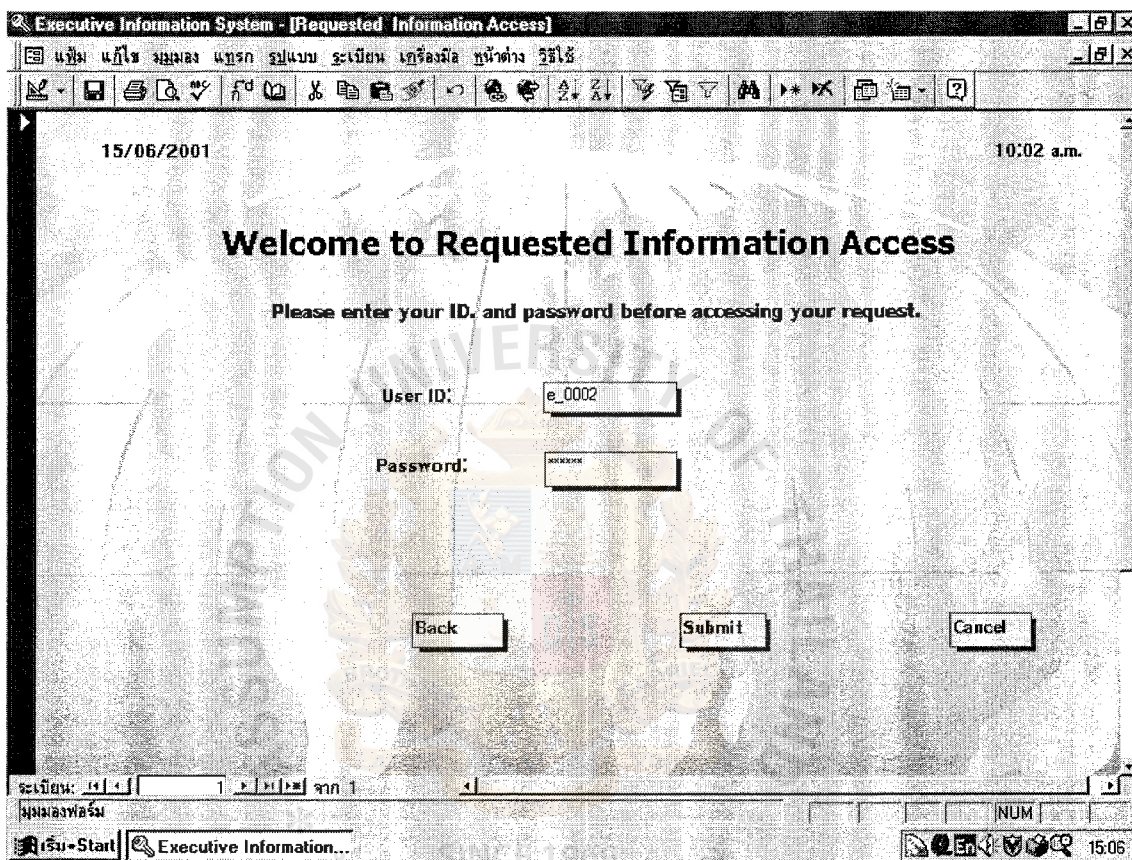 Executive Information System - [Requested Information Access]
แฟ้ม แก้ไข มุมมอง แทรก รูปแบบ ระเบียน เครื่องมือ หน้าต่าง วิธีใช้
15/06/2001 10:02 a.m.
Welcome to Requested Information Access
Please enter your ID. and password before accessing your request.
User ID: e_0002
Password: ******
Back Submit Cancel
ระเบียน: 1 จาก 1
มุมมองฟอร์ม NUM
เริ่ม-Start Executive Information... En 15:06